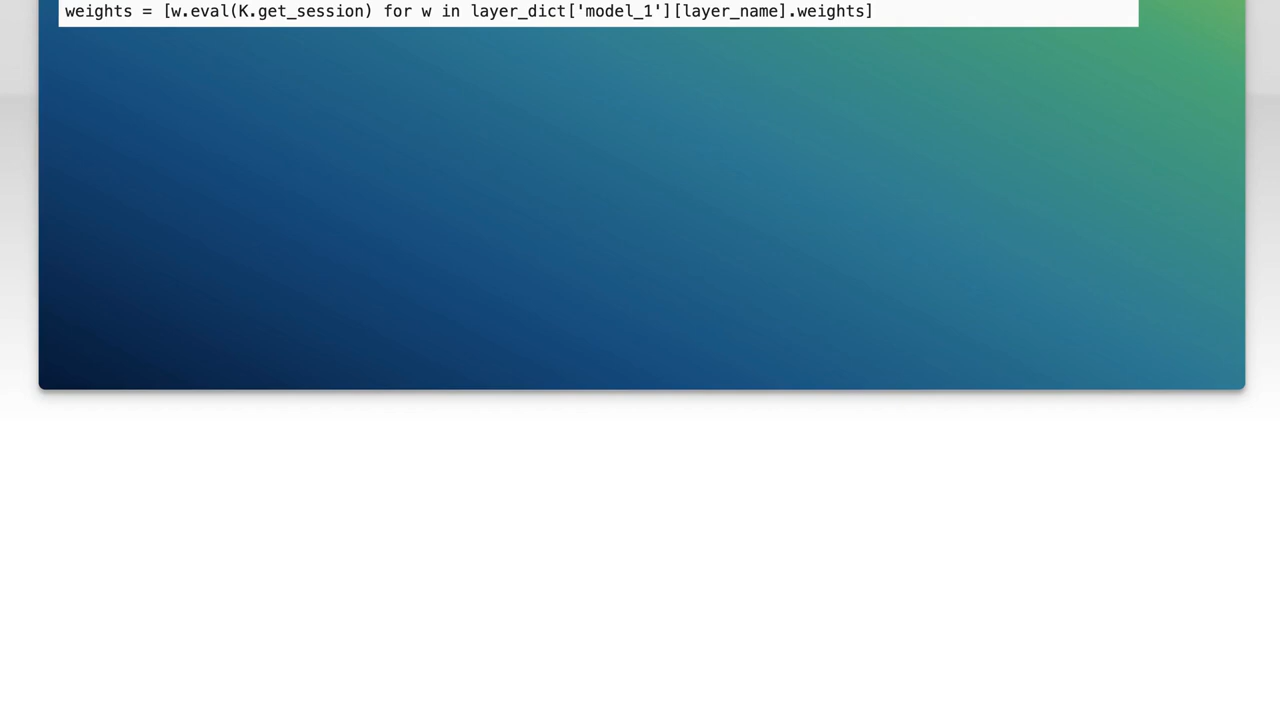 weights = [w.eval(K.get_session) for w in layer_dict['model_1'][layer_name].weights]